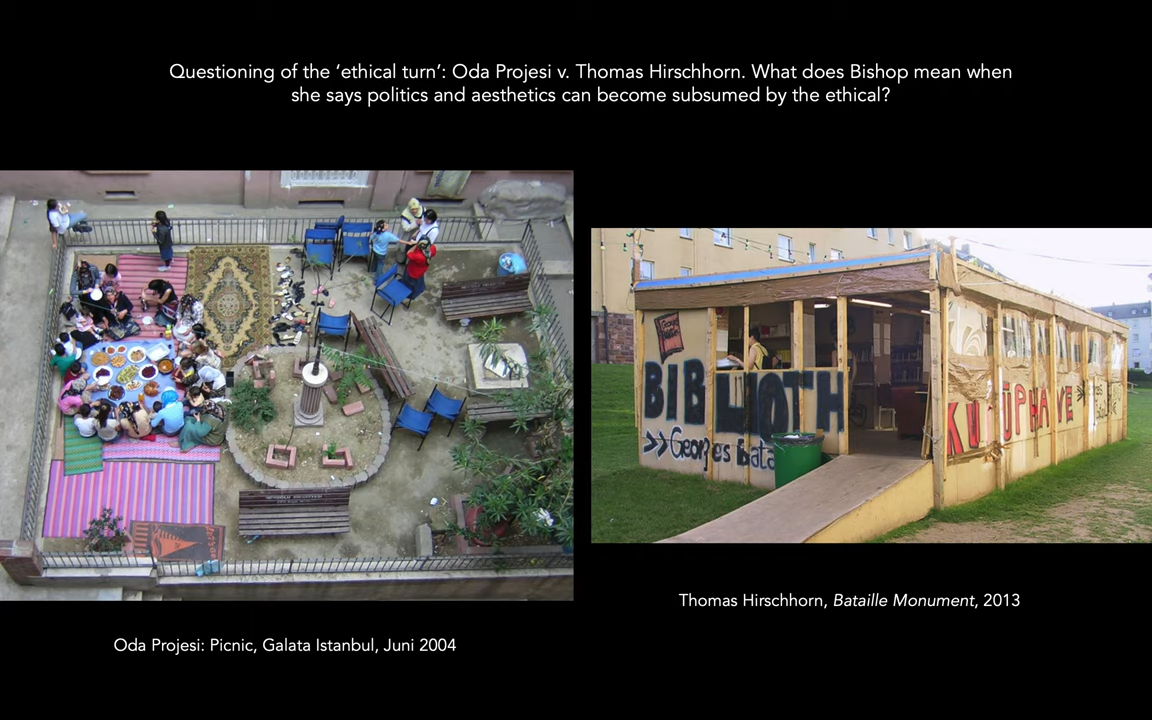 Questioning of the ‘ethical turn’: Oda Projesi v. Thomas Hirschhorn. What does Bishop mean when
she says politics and aesthetics can become subsumed by the ethical?
BIBLIOTH
KÜTÜPHANE
>>Georges Bata
Thomas Hirschhorn, Bataille Monument, 2013
Oda Projesi: Picnic, Galata Istanbul, Juni 2004